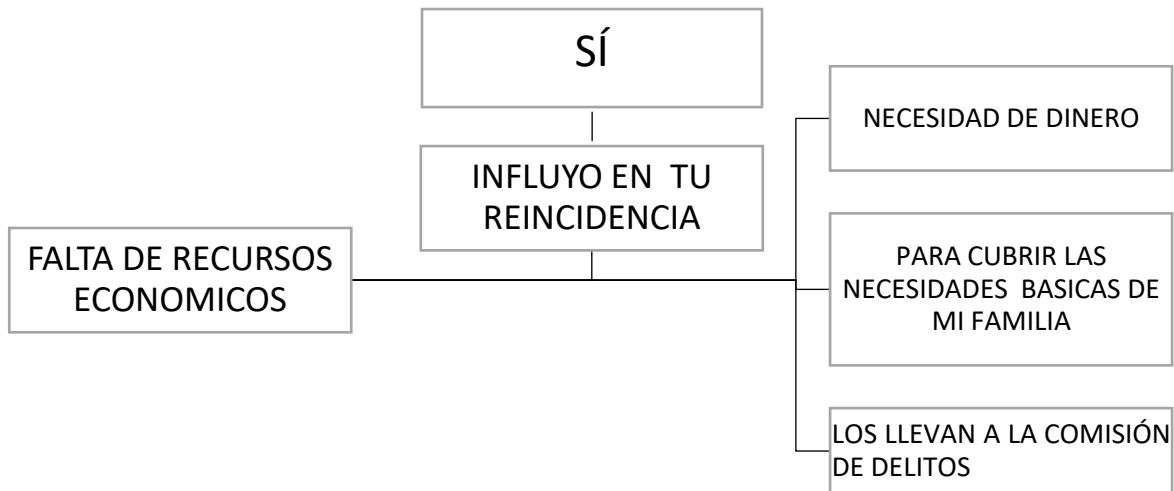 SÍ
INFLUYO EN TU
REINCIDENCIA
FALTA DE RECURSOS
ECONOMICOS
NECESIDAD DE DINERO
PARA CUBRIR LAS
NECESIDADES BASICAS DE
MI FAMILIA
LOS LLEVAN A LA COMISIÓN
DE DELITOS